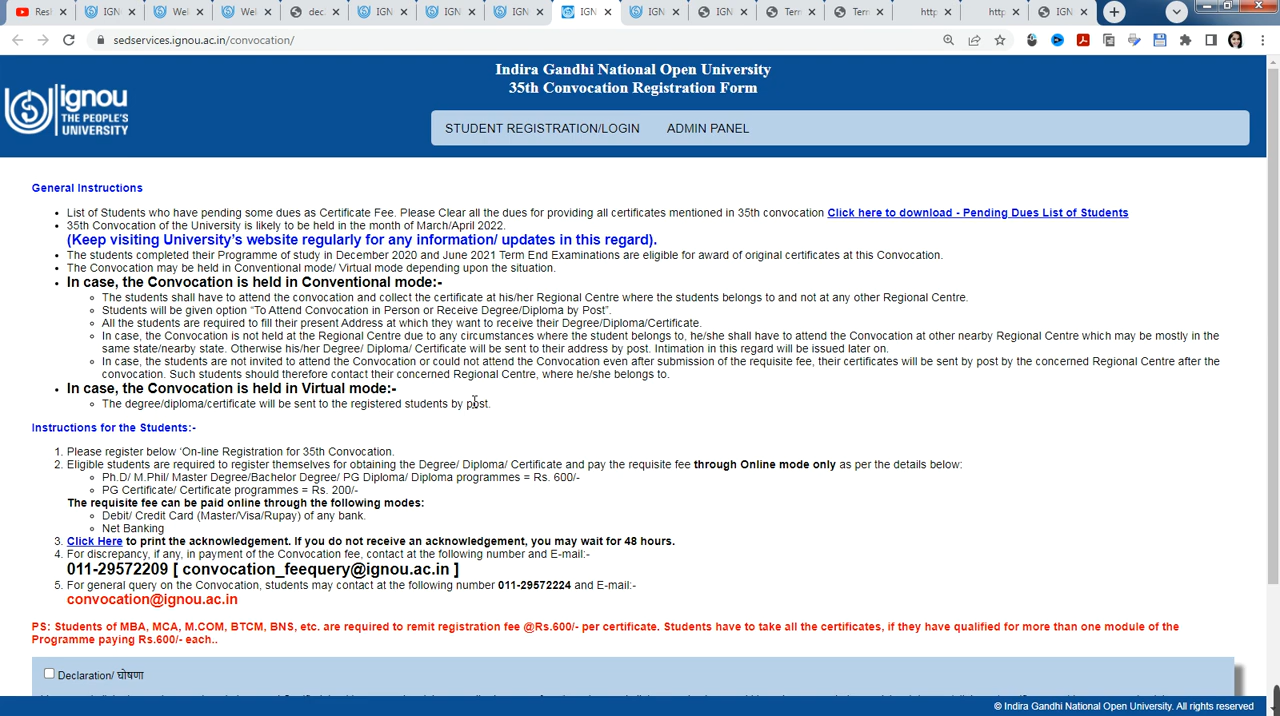 Resl
IGN
Wel
Wel
dec
IGN
IGN
IGN
IGN
IGN
IGN
Term
Term
http
http
IGN
sedservices.ignou.ac.in/convocation/
ignou
THE PEOPLE'S
UNIVERSITY
Indira Gandhi National Open University
35th Convocation Registration Form
STUDENT REGISTRATION/LOGIN ADMIN PANEL
General Instructions
List of Students who have pending some dues as Certificate Fee. Please Clear all the dues for providing all certificates mentioned in 35th convocation Click here to download - Pending Dues List of Students
35th Convocation of the University is likely to be held in the month of March/April 2022.
(Keep visiting University's website regularly for any information/ updates in this regard).
The students completed their Programme of study in December 2020 and June 2021 Term End Examinations are eligible for award of original certificates at this Convocation.
The Convocation may be held in Conventional mode/ Virtual mode depending upon the situation.
In case, the Convocation is held in Conventional mode:-
The students shall have to attend the convocation and collect the certificate at his/her Regional Centre where the students belongs to and not at any other Regional Centre.
Students will be given option "To Attend Convocation in Person or Receive Degree/Diploma by Post".
All the students are required to fill their present Address at which they want to receive their Degree/Diploma/Certificate.
In case, the Convocation is not held at the Regional Centre due to any circumstances where the student belongs to, he/she shall have to attend the Convocation at other nearby Regional Centre which may be mostly in the
same state/nearby state. Otherwise his/her Degree/ Diploma/ Certificate will be sent to their address by post. Intimation in this regard will be issued later on.
In case, the students are not invited to attend the Convocation or could not attend the Convocation even after submission of the requisite fee, their certificates will be sent by post by the concerned Regional Centre after the
convocation. Such students should therefore contact their concerned Regional Centre, where he/she belongs to.
In case, the Convocation is held in Virtual mode:-
The degree/diploma/certificate will be sent to the registered students by post.
Instructions for the Students:-
1. Please register below 'On-line Registration for 35th Convocation.
2. Eligible students are required to register themselves for obtaining the Degree/ Diploma/ Certificate and pay the requisite fee through Online mode only as per the details below:
Ph.D/ M.Phil/ Master Degree/Bachelor Degree/ PG Diploma/ Diploma programmes = Rs. 600/-
PG Certificate/ Certificate programmes = Rs. 200/-
The requisite fee can be paid online through the following modes:
Debit/ Credit Card (Master/Visa/Rupay) of any bank.
Net Banking
3. Click Here to print the acknowledgement. If you do not receive an acknowledgement, you may wait for 48 hours.
4. For discrepancy, if any, in payment of the Convocation fee, contact at the following number and E-mail:-
011-29572209 [ convocation_feequery@ignou.ac.in ]
5. For general query on the Convocation, students may contact at the following number 011-29572224 and E-mail:-
convocation@ignou.ac.in
PS: Students of MBA, MCA, M.COM, BTCM, BNS, etc. are required to remit registration fee @Rs.600/- per certificate. Students have to take all the certificates, if they have qualified for more than one module of the
Programme paying Rs.600/- each..
Declaration/ घोषणा
© Indira Gandhi National Open University. All rights reserved